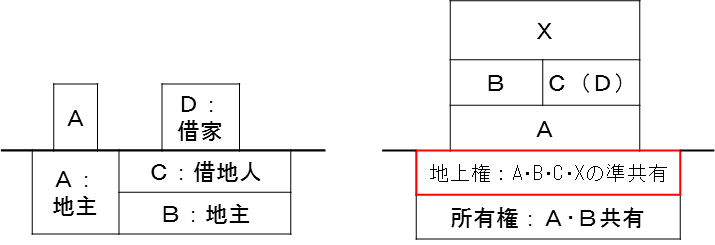 A
D：
借家
A：
地主
C：借地人
B：地主
X
B
C（D）
A
地上権：A・B・C・Xの準共有
所有権：A・B共有